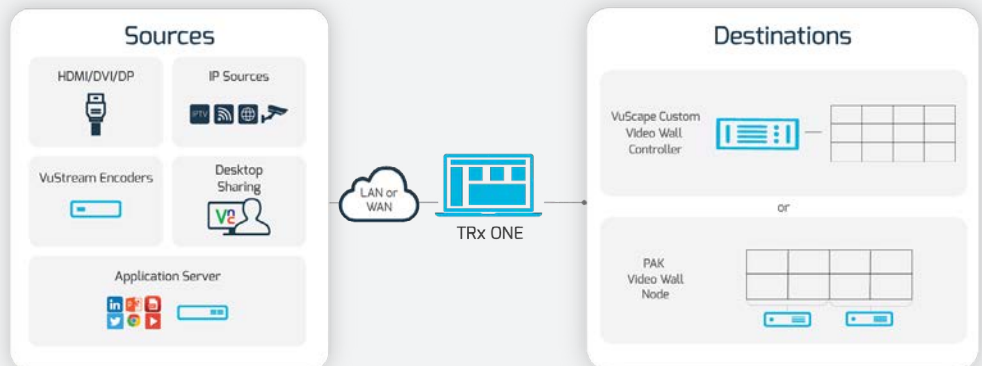 Sources
HDMI/DVI/DP
IP Sources
IPTV
VuStream Encoders
Desktop
Sharing
Application Server
in
LAN or
WAN
TRx ONE
Destinations
VuScape Custom
Video Wall
Controller
or
PAK
Video Wall
Node